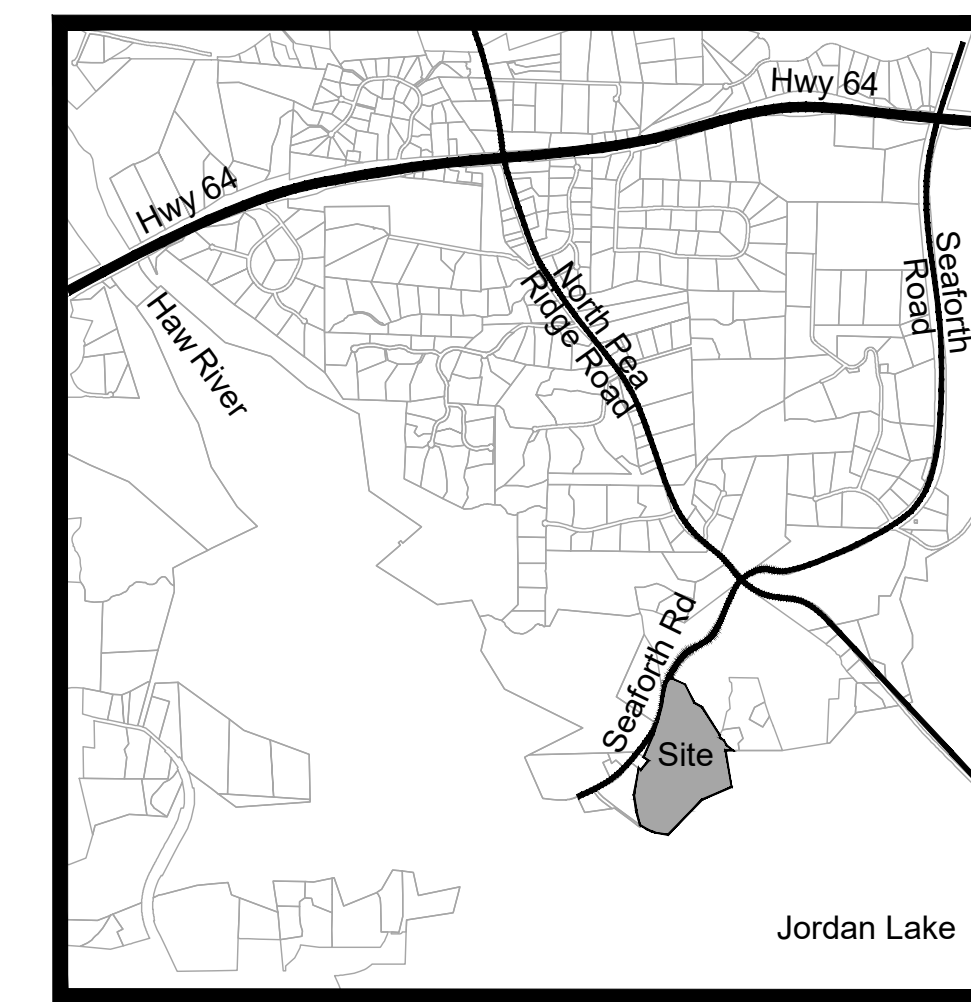 Hwy 64
Hwy 64
Seaforth
Road
North Pea
Ridge Road
Haw River
Seaforth Rd
Site
Jordan Lake